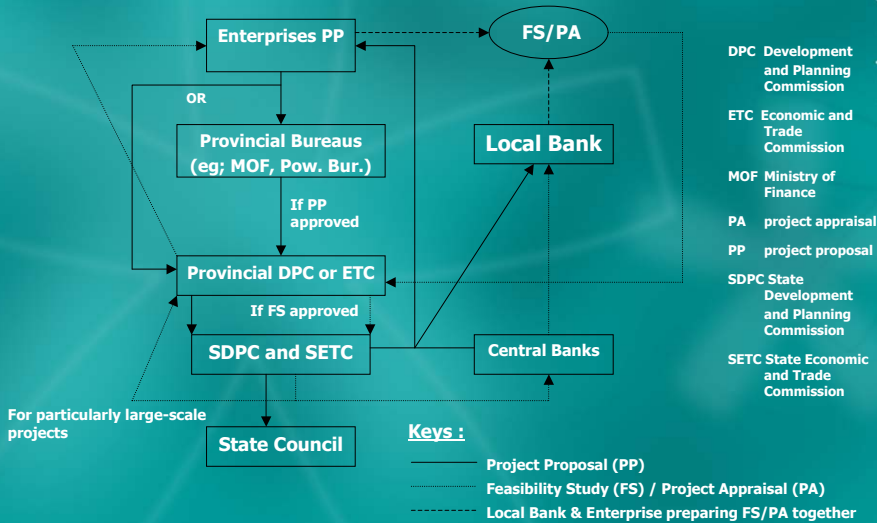 Enterprises PP
FS/PA
OR
Provincial Bureaus
(eg; MOF, Pow. Bur.)
Local Bank
If PP
approved
Provincial DPC or ETC
If FS approved
SDPC and SETC
Central Banks
For particularly large-scale
projects
State Council
DPC Development
and Planning
Commission
ETC Economic and
Trade
Commission
MOF Ministry of
Finance
PA project appraisal
PP project proposal
SDPC State
Development
and Planning
Commission
SETC State Economic
and Trade
Commission
Keys :
Project Proposal (PP)
Feasibility Study (FS) / Project Appraisal (PA)
Local Bank & Enterprise preparing FS/PA together